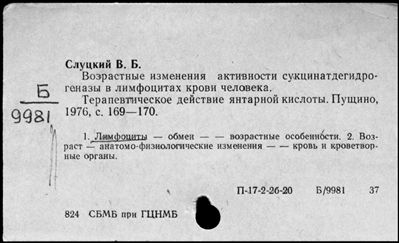 Слуцкий В. Б.
Возрастные изменения активности сукцинатдегидро-
геназы в лимфоцитах крови человека.
Терапевтическое действие янтарной кислоты. Пущино,
1976, с. 169—170.
Б
9981
1. Лимфоциты — обмен — — возрастные особенности. 2. Воз-
раст — анатомо-физиологические изменения — — кровь и кроветвор-
ные органы.
П-17-2-26-20 Б/9981 37
824 СБМБ при ГЦНМБ